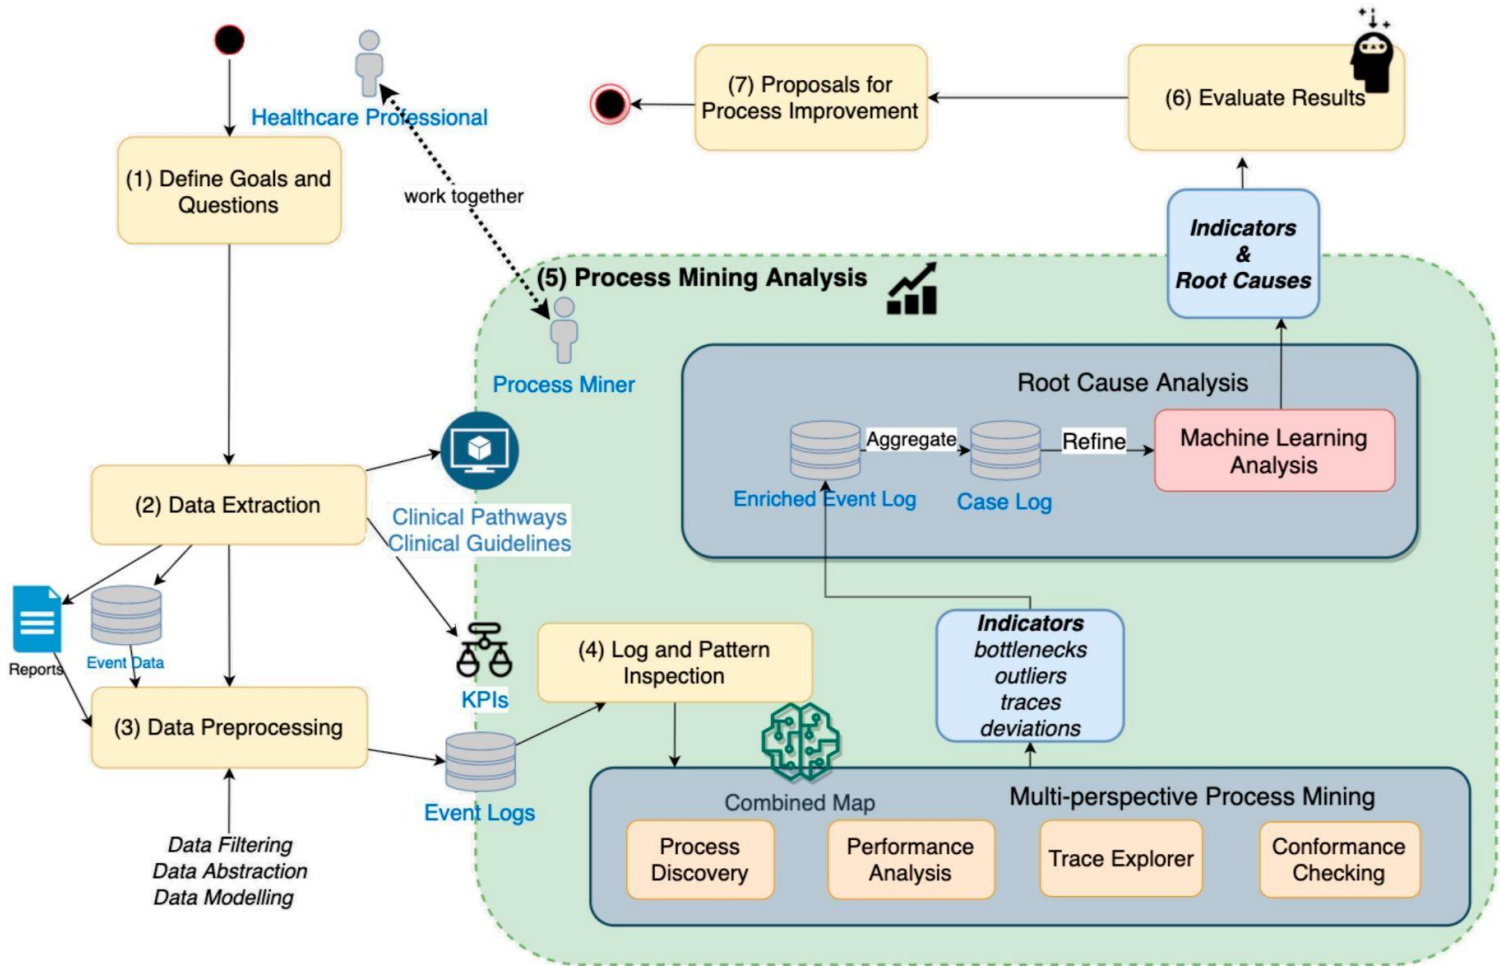 Healthcare Professional
work together
(1) Define Goals and
Questions
(7) Proposals for
Process Improvement
(6) Evaluate Results
Indicators
&
Root Causes
(5) Process Mining Analysis
Process Miner
Root Cause Analysis
Enriched Event Log
Aggregate
Case Log
Refine
Machine Learning
Analysis
(2) Data Extraction
Clinical Pathways
Clinical Guidelines
Reports
Event Data
KPIs
(3) Data Preprocessing
Event Logs
Data Filtering
Data Abstraction
Data Modelling
(4) Log and Pattern
Inspection
Indicators
bottlenecks
outliers
traces
deviations
Combined Map
Multi-perspective Process Mining
Process
Discovery
Performance
Analysis
Trace Explorer
Conformance
Checking